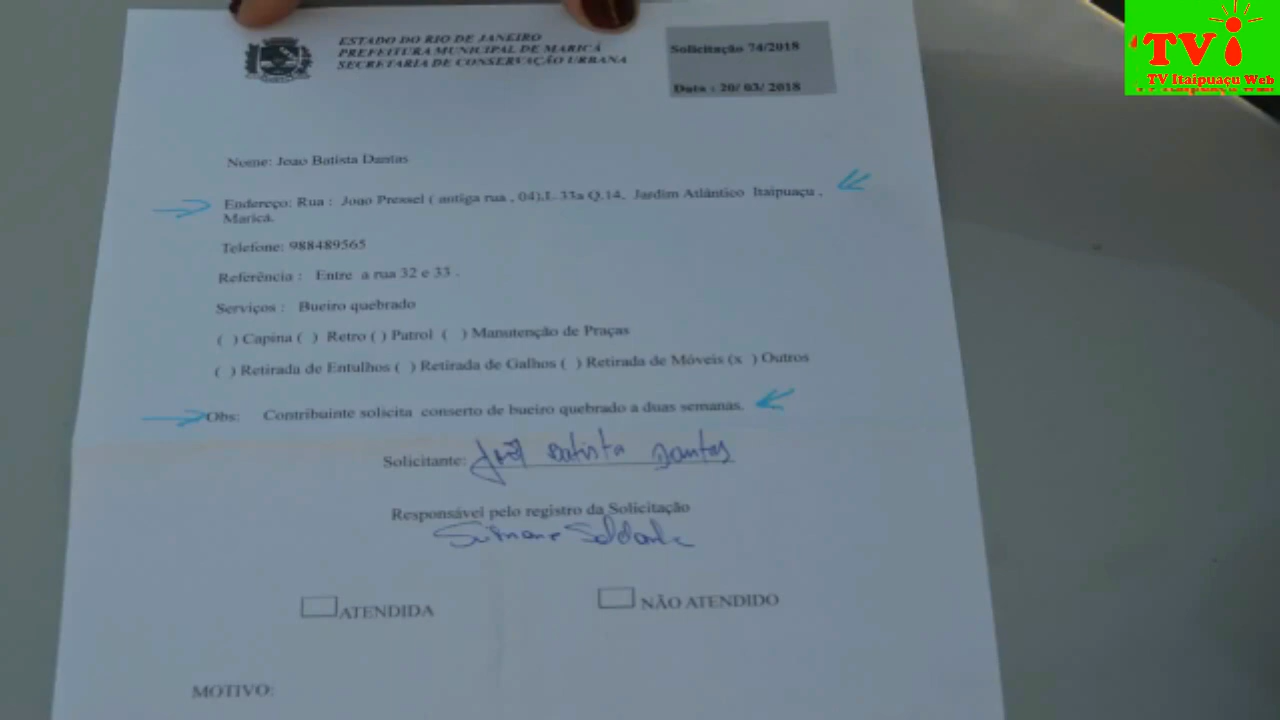 ESTADO DO RIO DE JANEIRO
PREFEITURA MUNICIPAL DE MARICÁ
SECRETARIA DE CONSERVAÇÃO URBANA
Solicitação 74/2018
Data : 20/ 03/ 2018
TVi
TV Itaipuaçu Web
Nome: Joao Batista Dantas
Endereço: Rua : Joao Pressel ( antiga rua , 04),L 33a Q.14, Jardim Atlântico Itaipuaçu ,
Maricá.
Telefone: 988489565
Referência : Entre a rua 32 e 33 .
Serviços : Bueiro quebrado
( ) Capina ( ) Retro ( ) Patrol ( ) Manutenção de Praças
( ) Retirada de Entulhos ( ) Retirada de Galhos ( ) Retirada de Móveis (x ) Outros
Obs: Contribuinte solicita conserto de bueiro quebrado a duas semanas.
Solicitante: João Batista Dantas
Responsável pelo registro da Solicitação
ATENDIDA
NÃO ATENDIDO
MOTIVO: